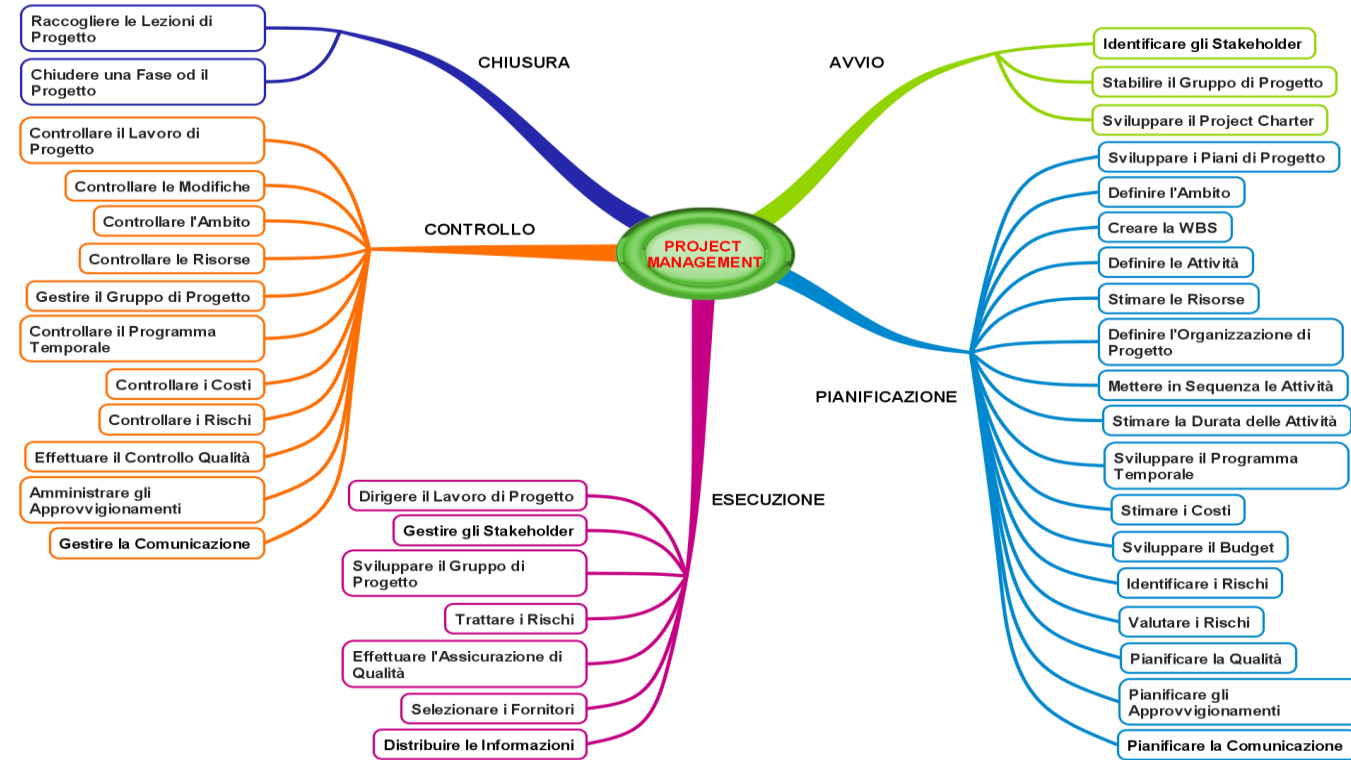 PROJECT
MANAGEMENT
AVVIO
Identificare gli Stakeholder
Stabilire il Gruppo di Progetto
Sviluppare il Project Charter
PIANIFICAZIONE
Sviluppare i Piani di Progetto
Definire l'Ambito
Creare la WBS
Definire le Attività
Stimare le Risorse
Definire l'Organizzazione di
Progetto
Mettere in Sequenza le Attività
Stimare la Durata delle Attività
Sviluppare il Programma
Temporale
Stimare i Costi
Sviluppare il Budget
Identificare i Rischi
Valutare i Rischi
Pianificare la Qualità
Pianificare gli
Approvvigionamenti
Pianificare la Comunicazione
ESECUZIONE
Dirigere il Lavoro di Progetto
Gestire gli Stakeholder
Sviluppare il Gruppo di
Progetto
Trattare i Rischi
Effettuare l'Assicurazione di
Qualità
Selezionare i Fornitori
Distribuire le Informazioni
CONTROLLO
Controllare il Lavoro di
Progetto
Controllare le Modifiche
Controllare l'Ambito
Controllare le Risorse
Gestire il Gruppo di Progetto
Controllare il Programma
Temporale
Controllare i Costi
Controllare i Rischi
Effettuare il Controllo Qualità
Amministrare gli
Approvvigionamenti
Gestire la Comunicazione
CHIUSURA
Raccogliere le Lezioni di
Progetto
Chiudere una Fase od il
Progetto